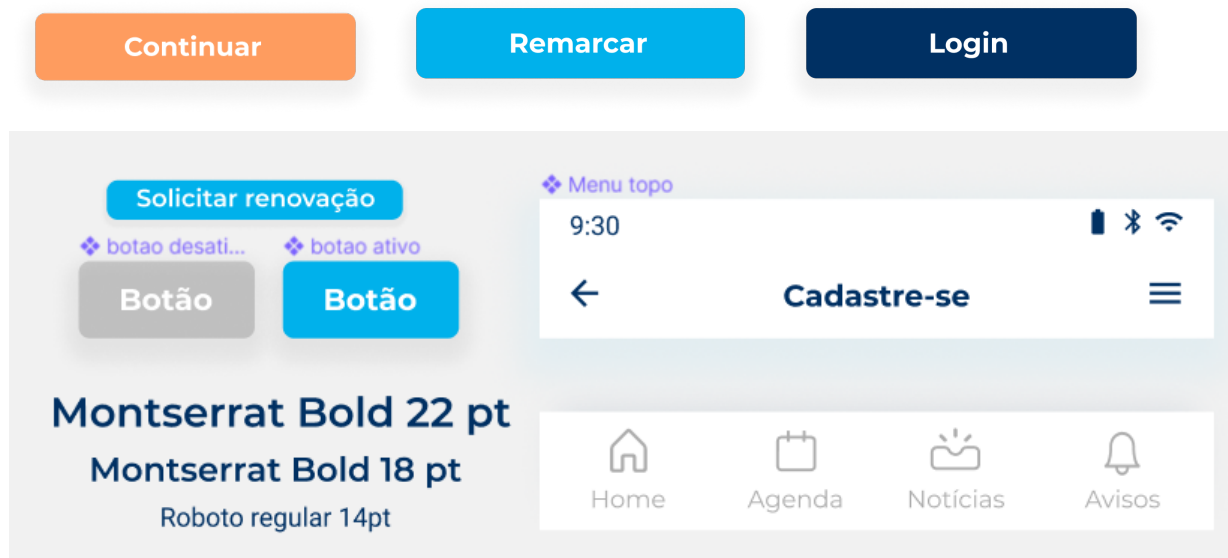 Continuar
Remarcar
Login
Solicitar renovação
botao desati...
botao ativo
Botão
Botão
Montserrat Bold 22 pt
Montserrat Bold 18 pt
Roboto regular 14pt
Menu topo
9:30
Cadastre-se
Home
Agenda
Notícias
Avisos